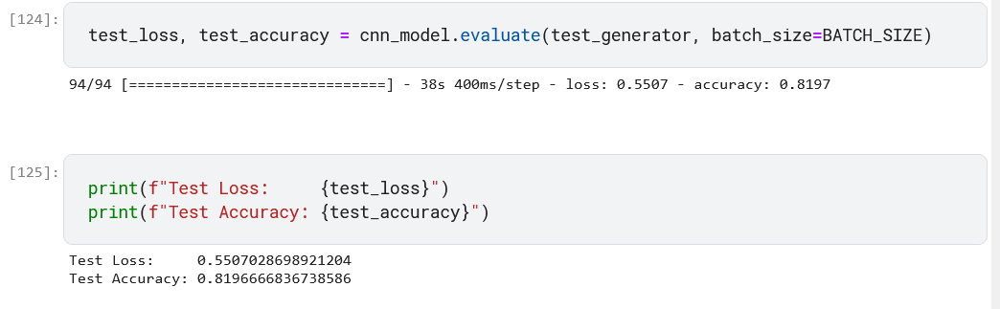 [124]:
test_loss, test_accuracy = cnn_model.evaluate(test_generator, batch_size=BATCH_SIZE)
94/94 [==============================] - 38s 400ms/step - loss: 0.5507 - accuracy: 0.8197
[125]:
print(f"Test Loss:     {test_loss}")
print(f"Test Accuracy: {test_accuracy}")
Test Loss:     0.5507028698921204
Test Accuracy: 0.8196666836738586